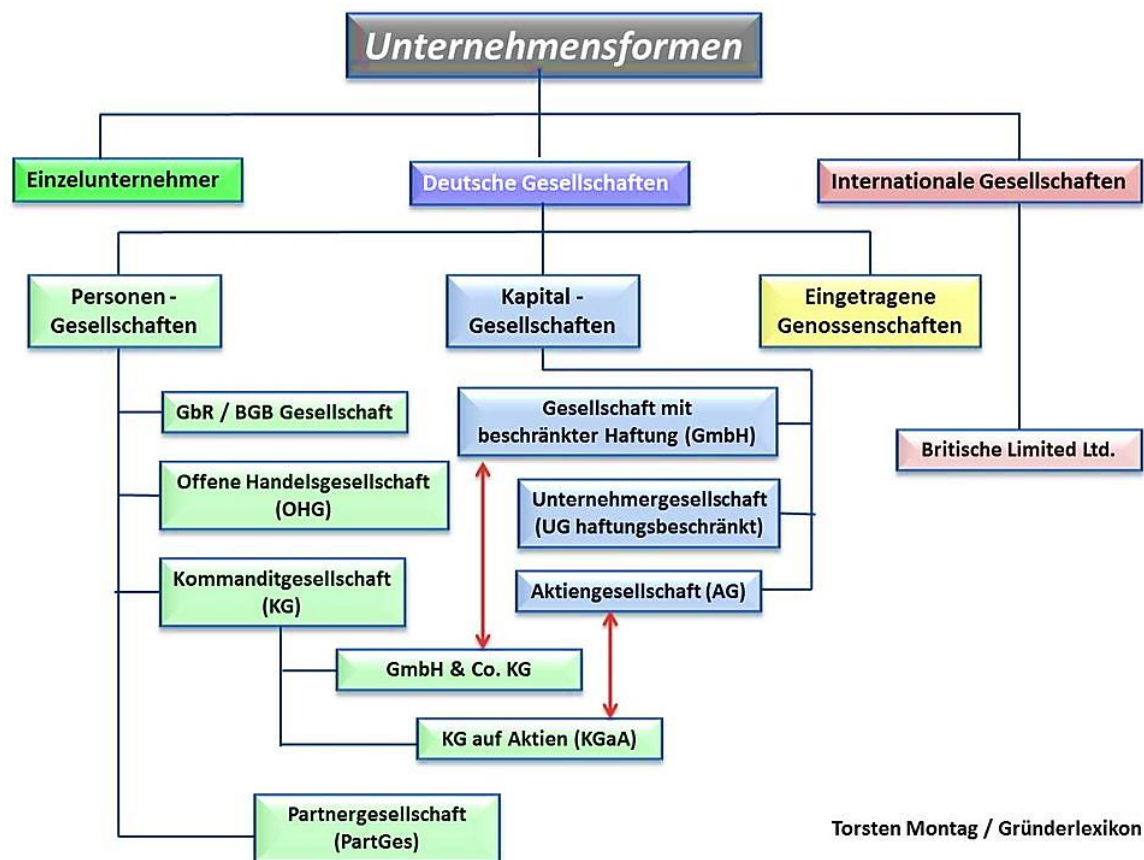 Unternehmensformen
Einzelunternehmer
Deutsche Gesellschaften
Internationale Gesellschaften
Personen -
Gesellschaften
Kapital -
Gesellschaften
Eingetragene
Genossenschaften
GbR / BGB Gesellschaft
Gesellschaft mit
beschränkter Haftung (GmbH)
Britische Limited Ltd.
Offene Handelsgesellschaft
(OHG)
Unternehmergesellschaft
(UG haftungsbeschränkt)
Kommanditgesellschaft
(KG)
Aktiengesellschaft (AG)
GmbH & Co. KG
KG auf Aktien (KGaA)
Partnergesellschaft
(PartGes)
Torsten Montag / Gründerlexikon